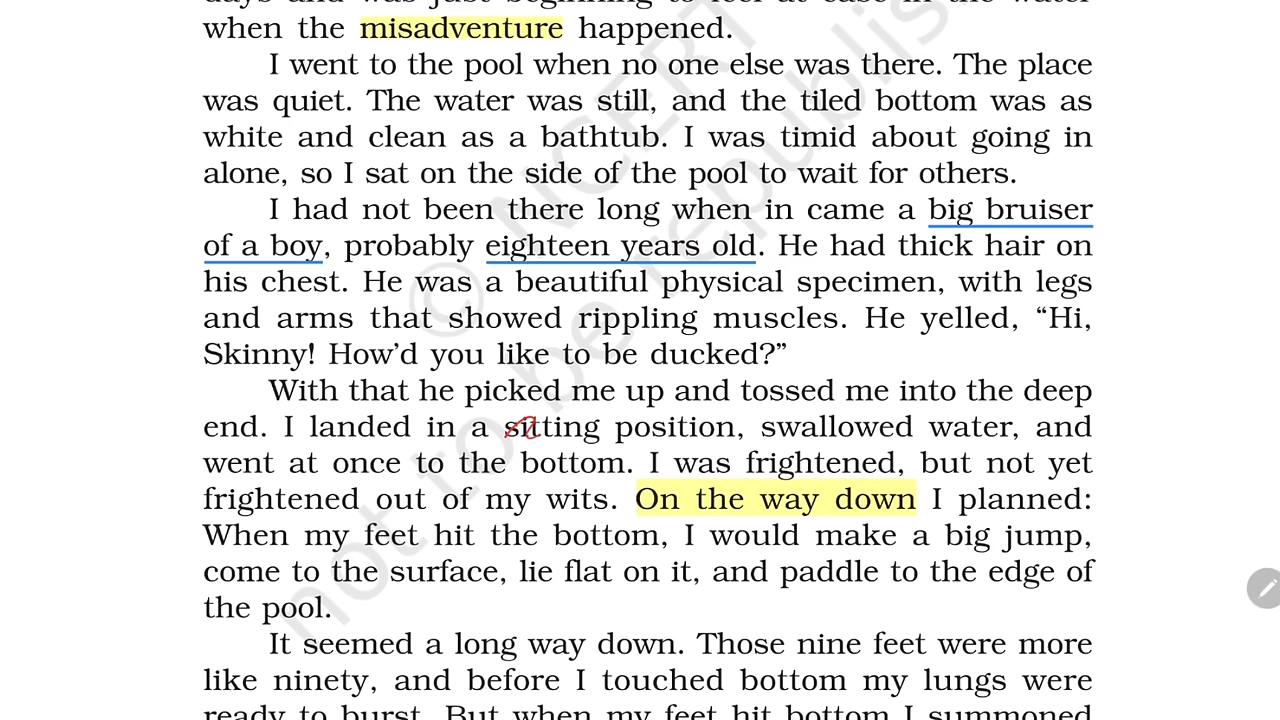 days and was just beginning to feel at ease in the water
when the misadventure happened.
I went to the pool when no one else was there. The place
was quiet. The water was still, and the tiled bottom was as
white and clean as a bathtub. I was timid about going in
alone, so I sat on the side of the pool to wait for others.
I had not been there long when in came a big bruiser
of a boy, probably eighteen years old. He had thick hair on
his chest. He was a beautiful physical specimen, with legs
and arms that showed rippling muscles. He yelled, “Hi,
Skinny! How’d you like to be ducked?”
With that he picked me up and tossed me into the deep
end. I landed in a sitting position, swallowed water, and
went at once to the bottom. I was frightened, but not yet
frightened out of my wits. On the way down I planned:
When my feet hit the bottom, I would make a big jump,
come to the surface, lie flat on it, and paddle to the edge of
the pool.
It seemed a long way down. Those nine feet were more
like ninety, and before I touched bottom my lungs were
ready to burst. But when my feet hit bottom I summoned
© NCERT
not to be republis